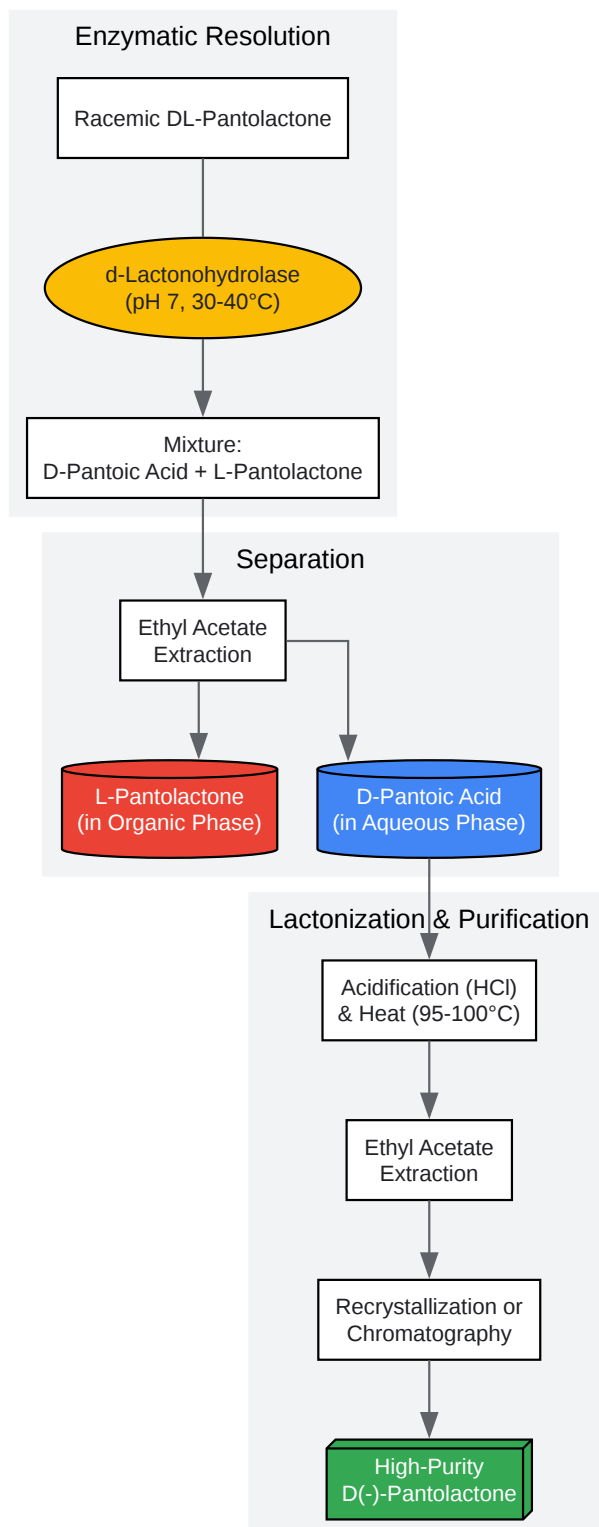 Enzymatic Resolution
Racemic DL-Pantolactone
d-Lactonohydrolase
(pH 7, 30-40°C)
Mixture:
D-Pantoic Acid + L-Pantolactone
Separation
Ethyl Acetate
Extraction
L-Pantolactone
(in Organic Phase)
D-Pantoic Acid
(in Aqueous Phase)
Lactonization & Purification
Acidification (HCl)
& Heat (95-100°C)
Ethyl Acetate
Extraction
Recrystallization or
Chromatography
High-Purity
D(-)-Pantolactone